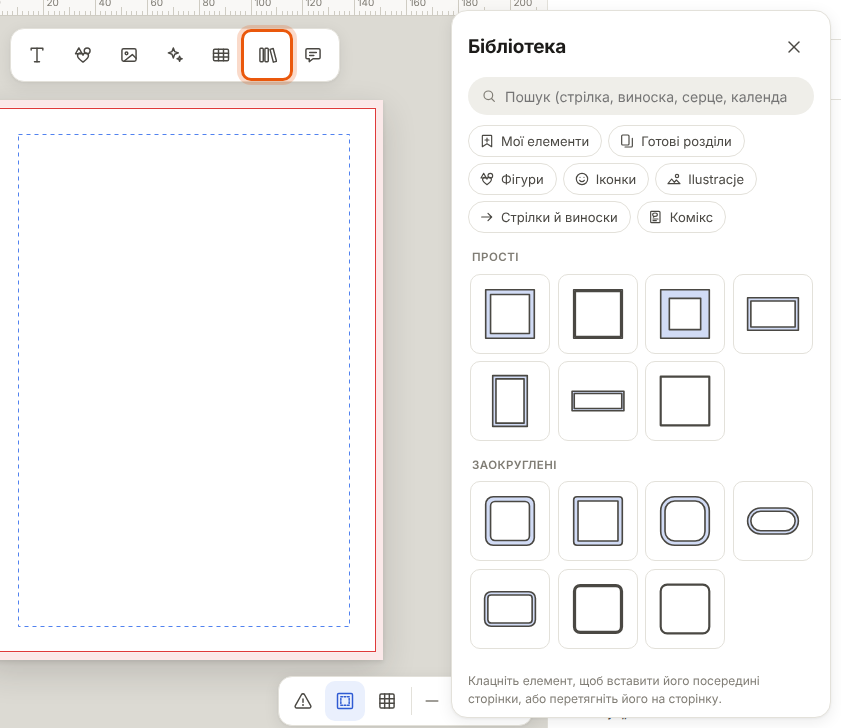 20 40 60 80 100 120 140 160 180 200
Бібліотека
Пошук (стрілка, виноска, серце, календа
Мої елементи Готові розділи
Фігури Іконки Ilustracje
Стрілки й виноски Комікс
ПРОСТІ
ЗАОКРУГЛЕНІ
Клацніть елемент, щоб вставити його посередині
сторінки, або перетягніть його на сторінку.